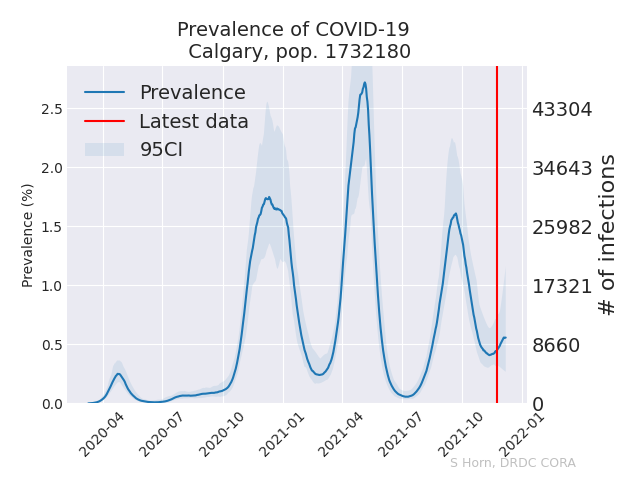 Prevalence of COVID-19
Calgary, pop. 1732180
Prevalence
Latest data
95CI
Prevalence (%)
2.5
2.0
1.5
1.0
0.5
0.0
43304
34643
25982
17321
8660
0
# of infections
2020-04
2020-07
2020-10
2021-01
2021-04
2021-07
2021-10
2022-01
S Horn, DRDC CORA